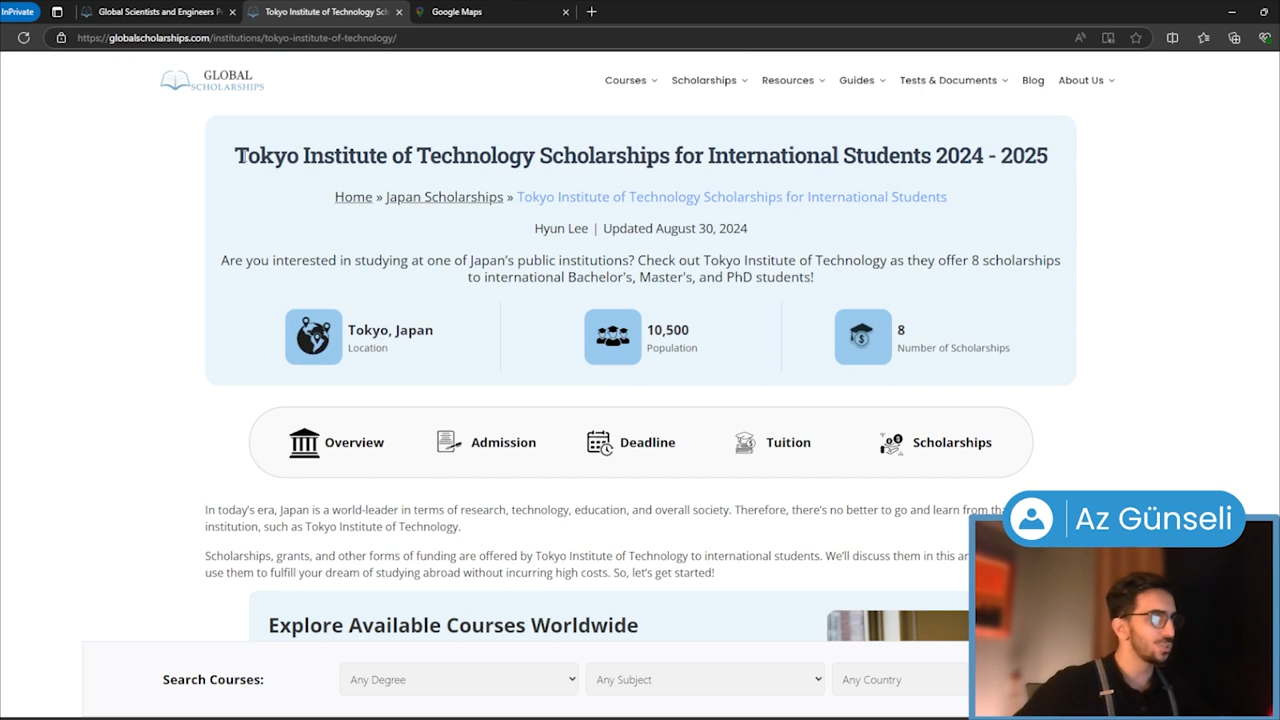 InPrivate
Global Scientists and Engineers P
Tokyo Institute of Technology Sch
Google Maps
https://globalscholarships.com/institutions/tokyo-institute-of-technology/
GLOBAL
SCHOLARSHIPS
Courses
Scholarships
Resources
Guides
Tests & Documents
Blog
About Us
Tokyo Institute of Technology Scholarships for International Students 2024 - 2025
Home » Japan Scholarships » Tokyo Institute of Technology Scholarships for International Students
Hyun Lee | Updated August 30, 2024
Are you interested in studying at one of Japan's public institutions? Check out Tokyo Institute of Technology as they offer 8 scholarships
to international Bachelor's, Master's, and PhD students!
Tokyo, Japan
Location
10,500
Population
8
Number of Scholarships
Overview
Admission
Deadline
Tuition
Scholarships
In today's era, Japan is a world-leader in terms of research, technology, education, and overall society. Therefore, there's no better to go and learn from
institution, such as Tokyo Institute of Technology.
Scholarships, grants, and other forms of funding are offered by Tokyo Institute of Technology to international students. We'll discuss them in this
use them to fulfill your dream of studying abroad without incurring high costs. So, let's get started!
Az Günseli
Explore Available Courses Worldwide
Search Courses:
Any Degree
Any Subject
Any Country